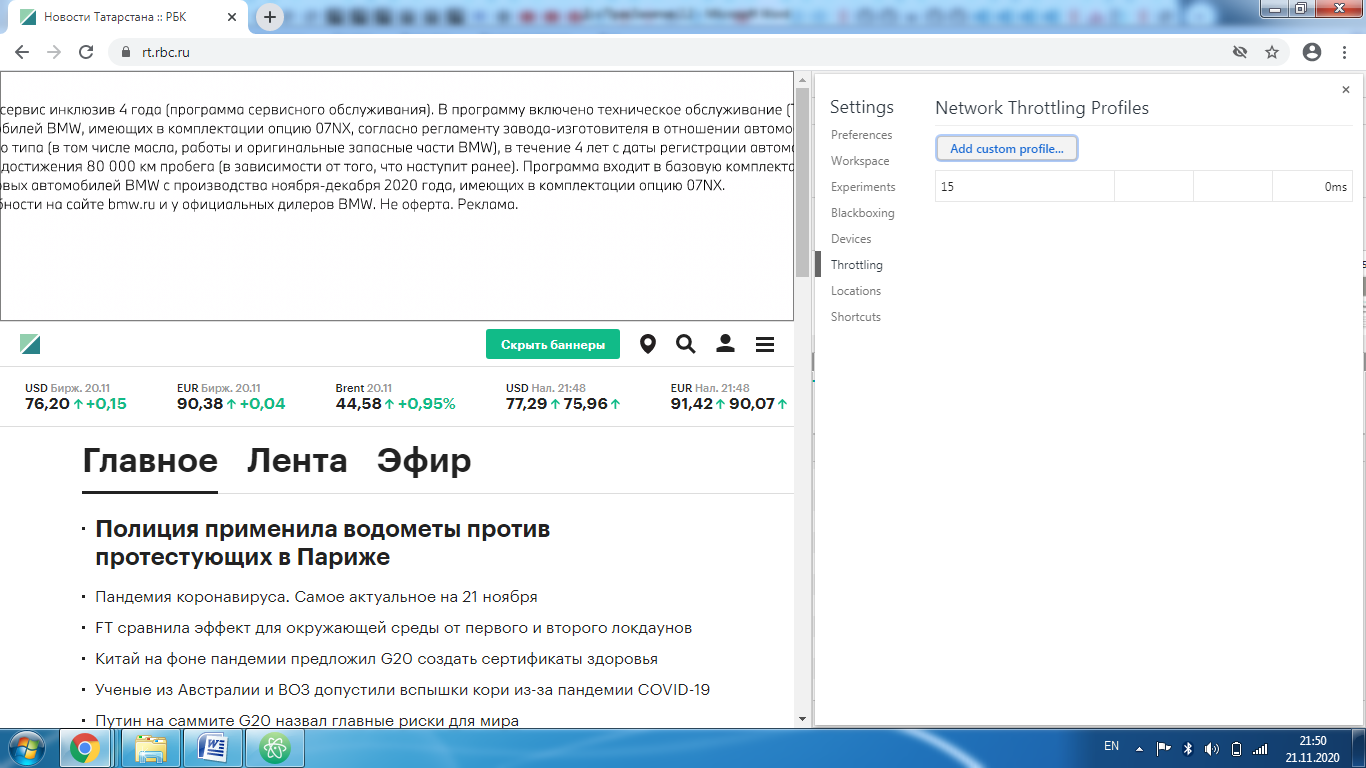 Новости Татарстана :: РБК
rt.rbc.ru
сервис инклюзив 4 года (программа сервисного обслуживания). В программу включено техническое обслуживание (
билей BMW, имеющих в комплектации опцию 07NX, согласно регламенту завода-изготовителя в отношении автомо
о типа (в том числе масла, работы и оригинальные запасные части BMW), в течение 4 лет с даты регистрации автом
достижения 80 000 км пробега (в зависимости от того, что наступит ранее). Программа входит в базовую комплект
овых автомобилей BMW с производства ноября-декабря 2020 года, имеющих в комплектации опцию 07NX.
бности на сайте bmw.ru и у официальных дилеров BMW. Не оферта. Реклама.
Скрыть баннеры
USD Бирж. 20.11 EUR Бирж. 20.11 Brent 20.11 USD Нал. 21:48 EUR Нал. 21:48
76,20 ↑ +0,15 90,38 ↑ +0,04 44,58 ↑ +0,95% 77,29 ↑ 75,96 ↑ 91,42 ↑ 90,07 ↑
Главное Лента Эфир
Полиция применила водометы против
протестующих в Париже
Пандемия коронавируса. Самое актуальное на 21 ноября
FT сравнила эффект для окружающей среды от первого и второго локдаунов
Китай на фоне пандемии предложил G20 создать сертификаты здоровья
Ученые из Австралии и ВОЗ допустили вспышки кори из-за пандемии COVID-19
Путин на саммите G20 назвал главные риски для мира
Settings
Preferences
Workspace
Experiments
Blackboxing
Devices
Throttling
Locations
Shortcuts
Network Throttling Profiles
Add custom profile...
15 0ms
EN
21:50
21.11.2020